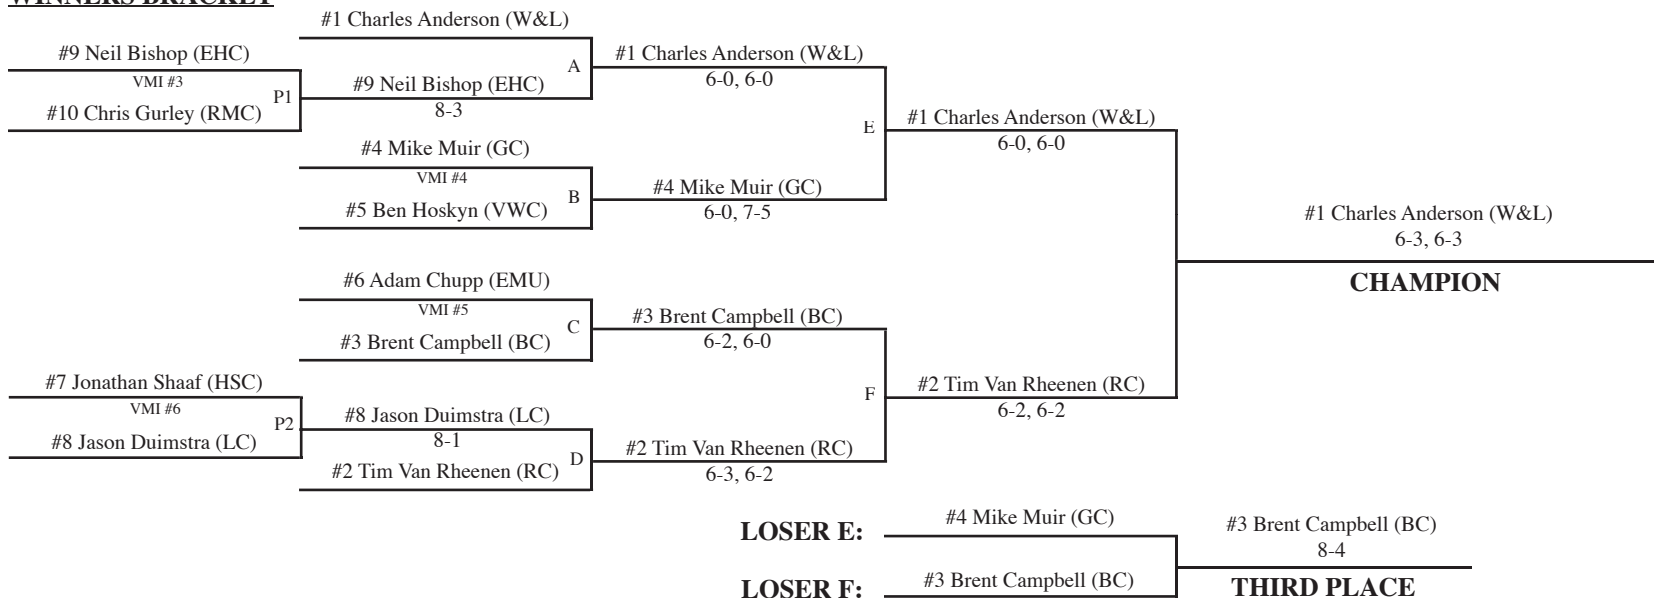 WINNERS BRACKET
#1 Charles Anderson (W&L)
#9 Neil Bishop (EHC)
VMI #3
P1
#10 Chris Gurley (RMC)
#9 Neil Bishop (EHC)
8-3
A
#1 Charles Anderson (W&L)
6-0, 6-0
#4 Mike Muir (GC)
VMI #4
B
#5 Ben Hoskyn (VWC)
#4 Mike Muir (GC)
6-0, 7-5
E
#1 Charles Anderson (W&L)
6-0, 6-0
#6 Adam Chupp (EMU)
VMI #5
C
#3 Brent Campbell (BC)
#3 Brent Campbell (BC)
6-2, 6-0
#7 Jonathan Shaaf (HSC)
VMI #6
P2
#8 Jason Duimstra (LC)
#8 Jason Duimstra (LC)
8-1
D
#2 Tim Van Rheenen (RC)
#2 Tim Van Rheenen (RC)
6-3, 6-2
F
#2 Tim Van Rheenen (RC)
6-2, 6-2
#1 Charles Anderson (W&L)
6-3, 6-3
CHAMPION
LOSER E:
#4 Mike Muir (GC)
LOSER F:
#3 Brent Campbell (BC)
#3 Brent Campbell (BC)
8-4
THIRD PLACE